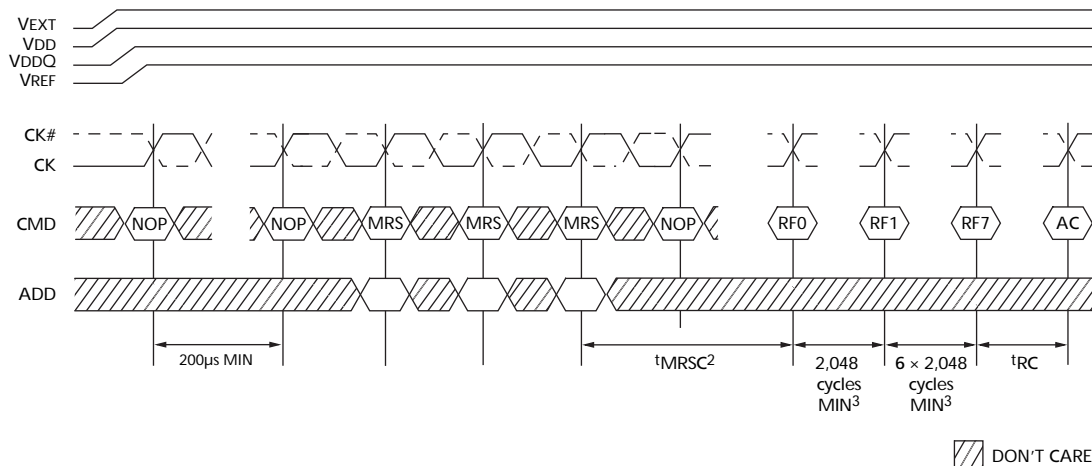 VEXT
VDD
VDDQ
VREF
CK#
CK
CMD NOP NOP MRS MRS MRS NOP RF0 RF1 RF7 AC
ADD
200µs MIN
tMRSC2
2,048
cycles
MIN3
6 × 2,048
cycles
MIN3
tRC
DON'T CARE